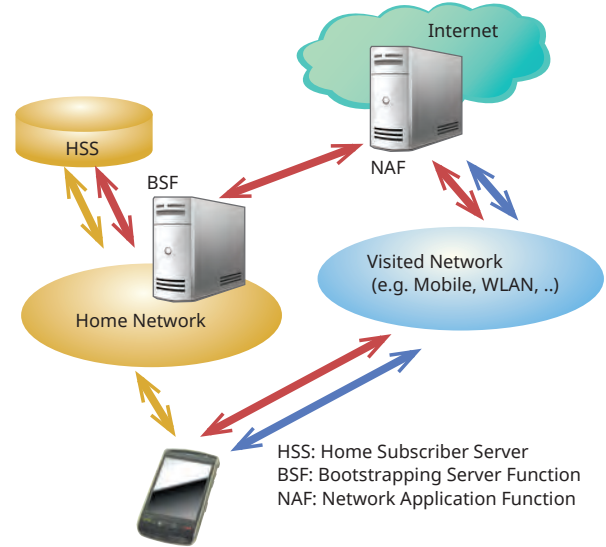 Internet
HSS
BSF
NAF
Visited Network
(e.g. Mobile, WLAN, ..)
Home Network
HSS: Home Subscriber Server
BSF: Bootstrapping Server Function
NAF: Network Application Function